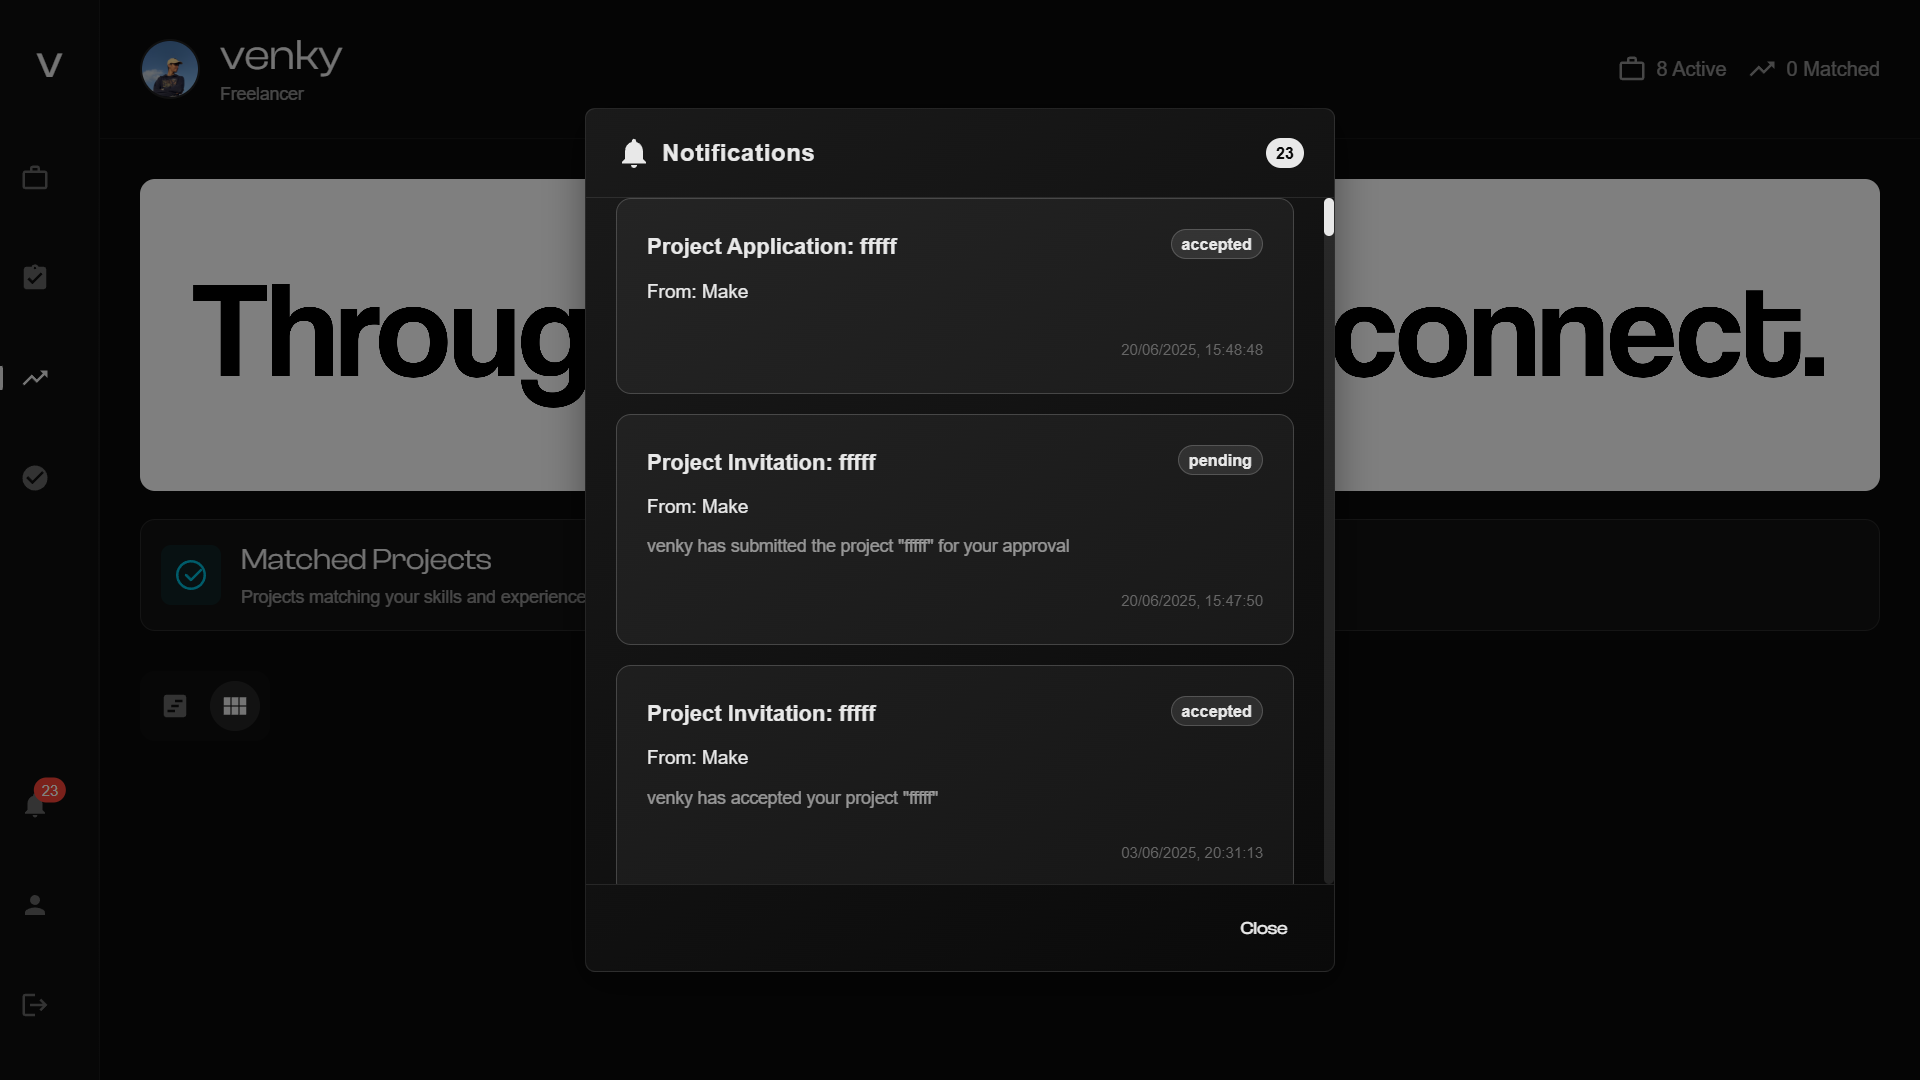 V
venky
Freelancer
8 Active
0 Matched
Notifications
23
Throug
connect.
Project Application: fffff
accepted
From: Make
20/06/2025, 15:48:48
Project Invitation: fffff
pending
From: Make
venky has submitted the project "fffff" for your approval
20/06/2025, 15:47:50
Matched Projects
Projects matching your skills and experience
Project Invitation: fffff
accepted
From: Make
venky has accepted your project "fffff"
03/06/2025, 20:31:13
23
Close